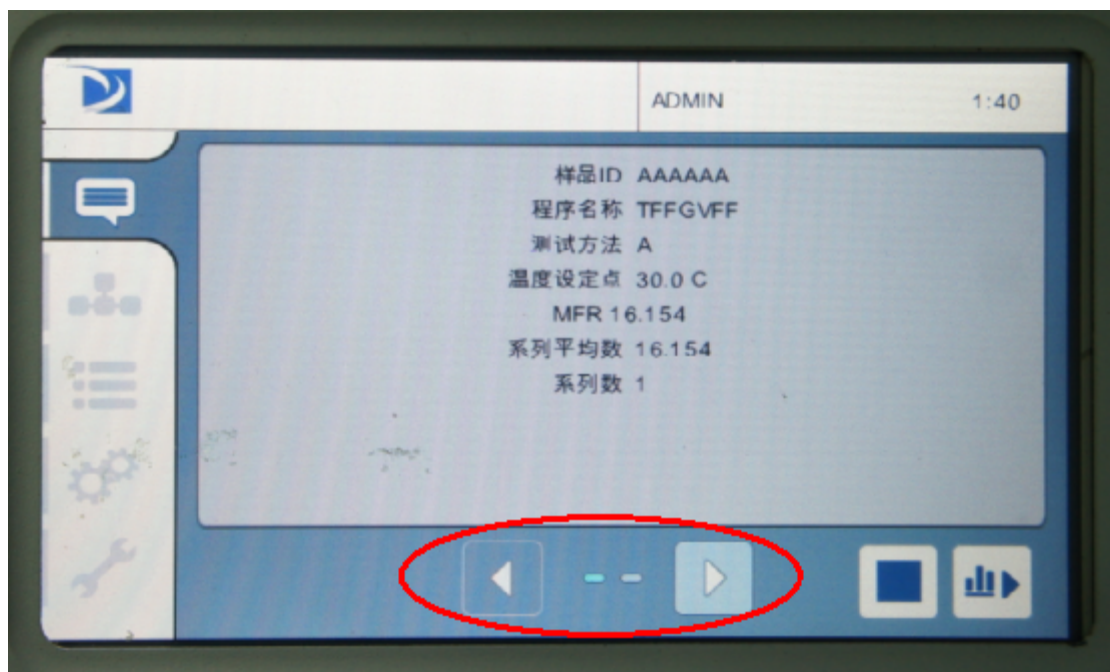 ADMIN 1:40
样品ID AAAAAA
程序名称 TFFGVFF
测试方法 A
温度设定点 30.0 C
MFR 16.154
系列平均数 16.154
系列数 1